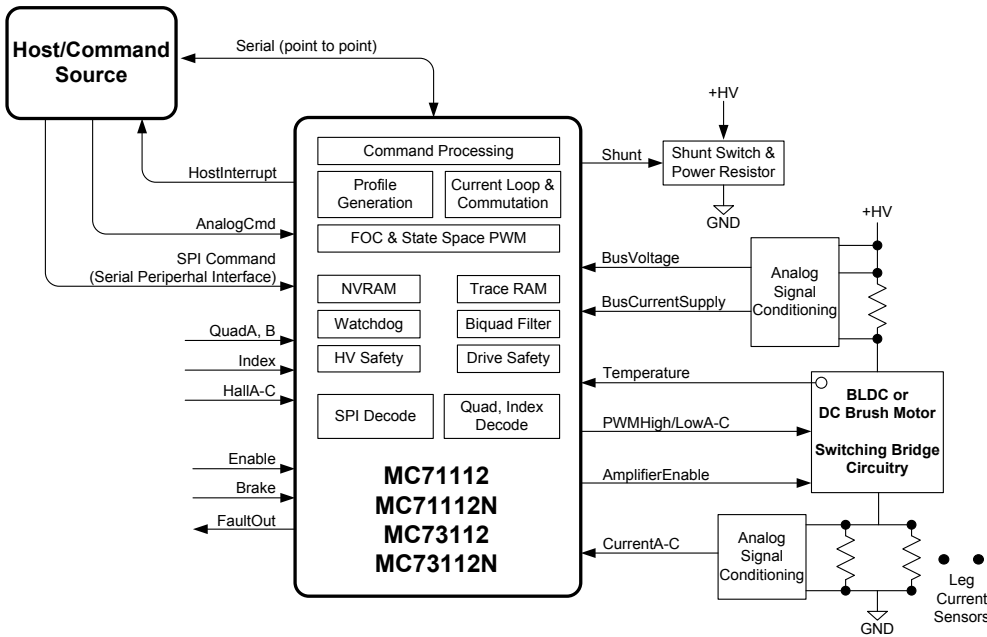 Host/Command
Source
Serial (point to point)
HostInterrupt
AnalogCmd
SPI Command
(Serial Periperhal Interface)
QuadA, B
Index
HallA-C
Enable
Brake
FaultOut
Command Processing
Profile
Generation
Current Loop &
Commutation
FOC & State Space PWM
NVRAM
Trace RAM
Watchdog
Biquad Filter
HV Safety
Drive Safety
SPI Decode
Quad, Index
Decode
MC71112
MC71112N
MC73112
MC73112N
Shunt
+HV
Shunt Switch &
Power Resistor
GND
+HV
BusVoltage
BusCurrentSupply
Analog
Signal
Conditioning
Temperature
PWMHigh/LowA-C
AmplifierEnable
BLDC or
DC Brush Motor
Switching Bridge
Circuitry
CurrentA-C
Analog
Signal
Conditioning
Leg
Current
Sensors
GND